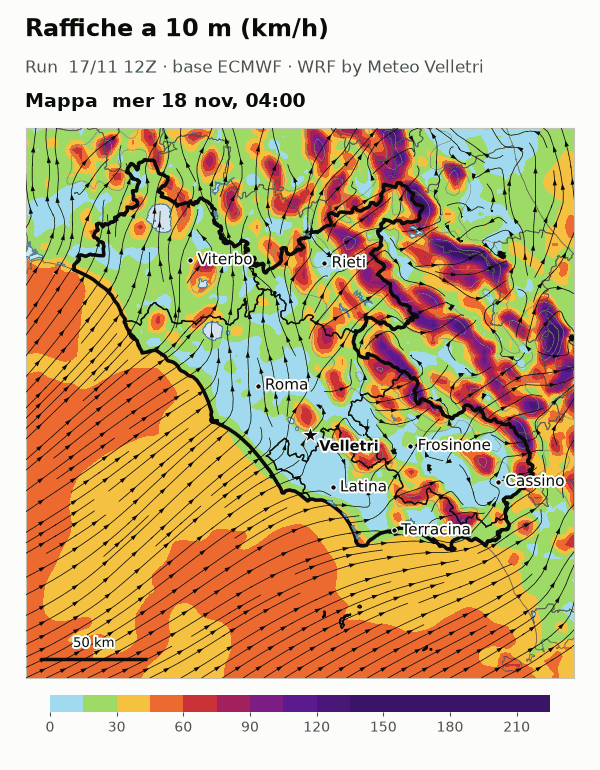 Raffiche a 10 m (km/h)
Run 17/11 12Z · base ECMWF · WRF by Meteo Velletri
Mappa mer 18 nov, 04:00
Viterbo
Rieti
Roma
Velletri
Frosinone
Latina
Cassino
Terracina
50 km
0 30 60 90 120 150 180 210